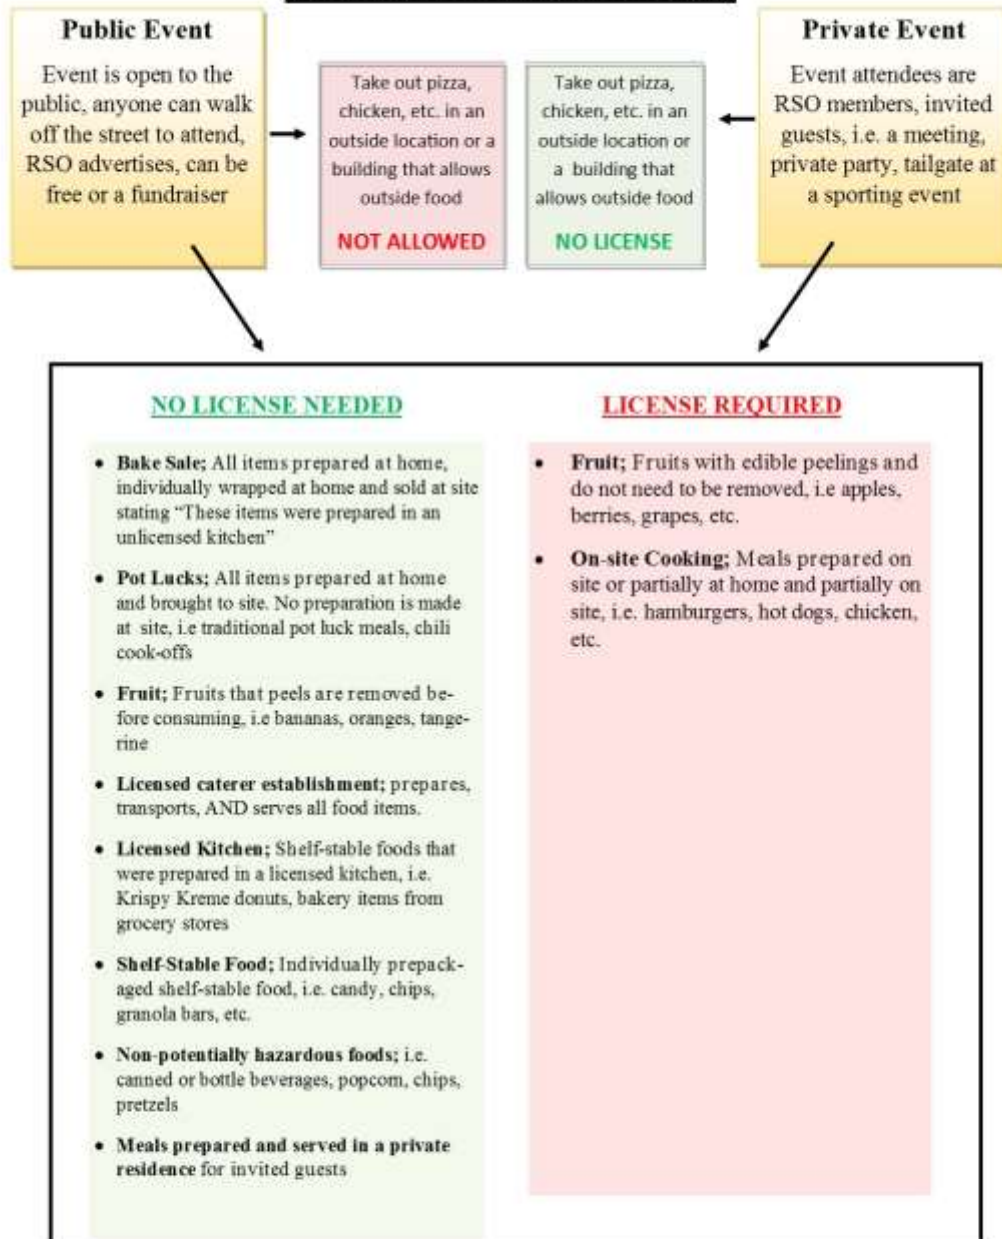 Public Event
Event is open to the
public, anyone can walk
off the street to attend,
RSO advertises, can be
free or a fundraiser
Take out pizza,
chicken, etc. in an
outside location or a
building that allows
outside food
NOT ALLOWED
Take out pizza,
chicken, etc. in an
outside location or
a building that
allows outside food
NO LICENSE
Private Event
Event attendees are
RSO members, invited
guests, i.e. a meeting,
private party, tailgate at
a sporting event
NO LICENSE NEEDED
• Bake Sale; All items prepared at home,
individually wrapped at home and sold at site
stating “These items were prepared in an
unlicensed kitchen”
• Pot Lucks; All items prepared at home
and brought to site. No preparation is made
at site, i.e traditional pot luck meals, chili
cook-offs
• Fruit; Fruits that peels are removed be-
fore consuming, i.e bananas, oranges, tange-
rine
• Licensed caterer establishment; prepares,
transports, AND serves all food items.
• Licensed Kitchen; Shelf-stable foods that
were prepared in a licensed kitchen, i.e.
Krispy Kreme donuts, bakery items from
grocery stores
• Shelf-Stable Food; Individually prepack-
aged shelf-stable food, i.e. candy, chips,
granola bars, etc.
• Non-potentially hazardous foods; i.e.
canned or bottle beverages, popcorn, chips,
pretzels
• Meals prepared and served in a private
residence for invited guests
LICENSE REQUIRED
• Fruit; Fruits with edible peelings and
do not need to be removed, i.e apples,
berries, grapes, etc.
• On-site Cooking; Meals prepared on
site or partially at home and partially on
site, i.e. hamburgers, hot dogs, chicken,
etc.